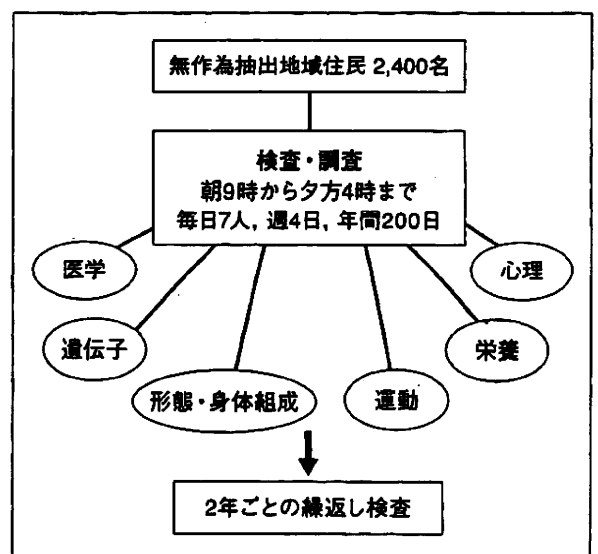 無作為抽出地域住民 2,400名
検査・調査
朝9時から夕方4時まで
毎日7人, 週4日, 年間200日
医学
心理
遺伝子
栄養
形態・身体組成
運動
2年ごとの繰返し検査